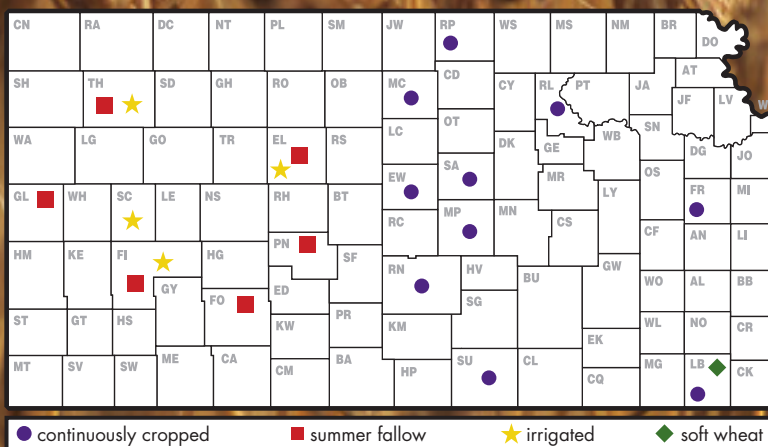 CN RA DC NT PL SM JW RP WS MS NM BR DO
SH TH SD GH RO OB MC CD CY RL PT JA AT
JF LV
WA LG GO TR EL RS LC OT DK GE WB SN DG JO
GL WH SC LE NS RH BT EW SA MR LY OS FR MI
RC MP MN CS CF AN LI
HM KE FI HG PN SF RN HV BU GW WO AL BB
GY FO ED SG
ST GT HS KW PR KM EK WL NO CR
MT SV SW ME CA CM BA HP SU CL CQ MG LB CK
continuously cropped summer fallow irrigated soft wheat